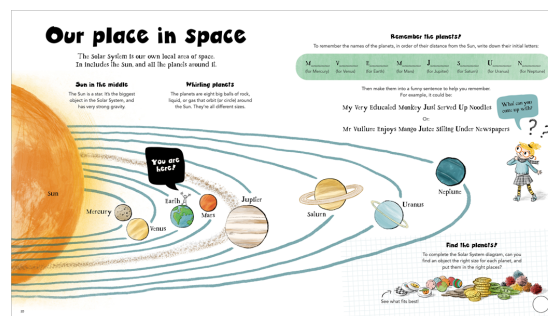 Our place in space
The Solar System is our own local area of space.
In includes the Sun, and all the planets around it.
Sun in the middle
The Sun is a star. It's the biggest
object in the Solar System, and
has very strong gravity.
Whirling planets
The planets are eight big balls of rock,
liquid, or gas that orbit (or circle) around
the Sun. They're all different sizes.
Remember the planets!
To remember the names of the planets, in order of their distance from the Sun, write down their initial letters:
M V E M J S U N
(for Mercury) (for Venus) (for Earth) (for Mars) (for Jupiter) (for Saturn) (for Uranus) (for Neptune)
Then make them into a funny sentence to help you remember.
For example, it could be:
My Very Educated Monkey Just Served Up Noodles
Or:
Mr Vulture Enjoys Mango Juice Sitting Under Newspapers
What can you
come up with?
? ?
You are
here!
Sun
Mercury
Venus
Earth
Mars
Jupiter
Saturn
Uranus
Neptune
Find the planets!
To complete the Solar System diagram, can you
find an object the right size for each planet, and
put them in the right places?
See what fits best!